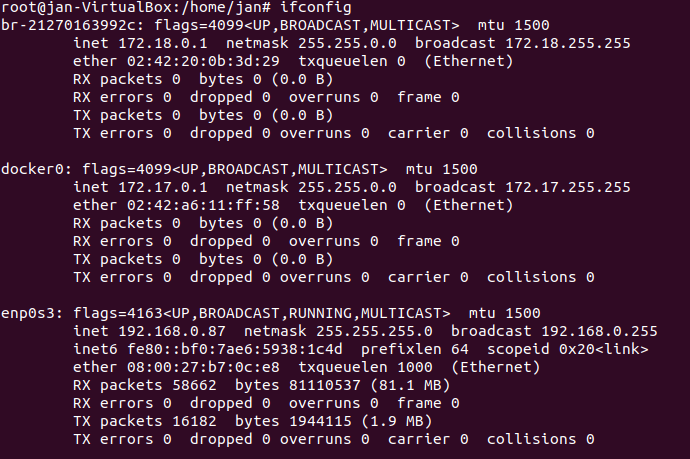 root@jan-VirtualBox:/home/jan# ifconfig
br-21270163992c: flags=4099<UP,BROADCAST,MULTICAST>  mtu 1500
        inet 172.18.0.1  netmask 255.255.0.0  broadcast 172.18.255.255
        ether 02:42:20:0b:3d:29  txqueuelen 0  (Ethernet)
        RX packets 0  bytes 0 (0.0 B)
        RX errors 0  dropped 0  overruns 0  frame 0
        TX packets 0  bytes 0 (0.0 B)
        TX errors 0  dropped 0 overruns 0  carrier 0  collisions 0

docker0: flags=4099<UP,BROADCAST,MULTICAST>  mtu 1500
        inet 172.17.0.1  netmask 255.255.0.0  broadcast 172.17.255.255
        ether 02:42:a6:11:ff:58  txqueuelen 0  (Ethernet)
        RX packets 0  bytes 0 (0.0 B)
        RX errors 0  dropped 0  overruns 0  frame 0
        TX packets 0  bytes 0 (0.0 B)
        TX errors 0  dropped 0 overruns 0  carrier 0  collisions 0

enp0s3: flags=4163<UP,BROADCAST,RUNNING,MULTICAST>  mtu 1500
        inet 192.168.0.87  netmask 255.255.255.0  broadcast 192.168.0.255
        inet6 fe80::bf0:7ae6:5938:1c4d  prefixlen 64  scopeid 0x20<link>
        ether 08:00:27:b7:0c:e8  txqueuelen 1000  (Ethernet)
        RX packets 58662  bytes 81110537 (81.1 MB)
        RX errors 0  dropped 0  overruns 0  frame 0
        TX packets 16182  bytes 1944115 (1.9 MB)
        TX errors 0  dropped 0 overruns 0  carrier 0  collisions 0